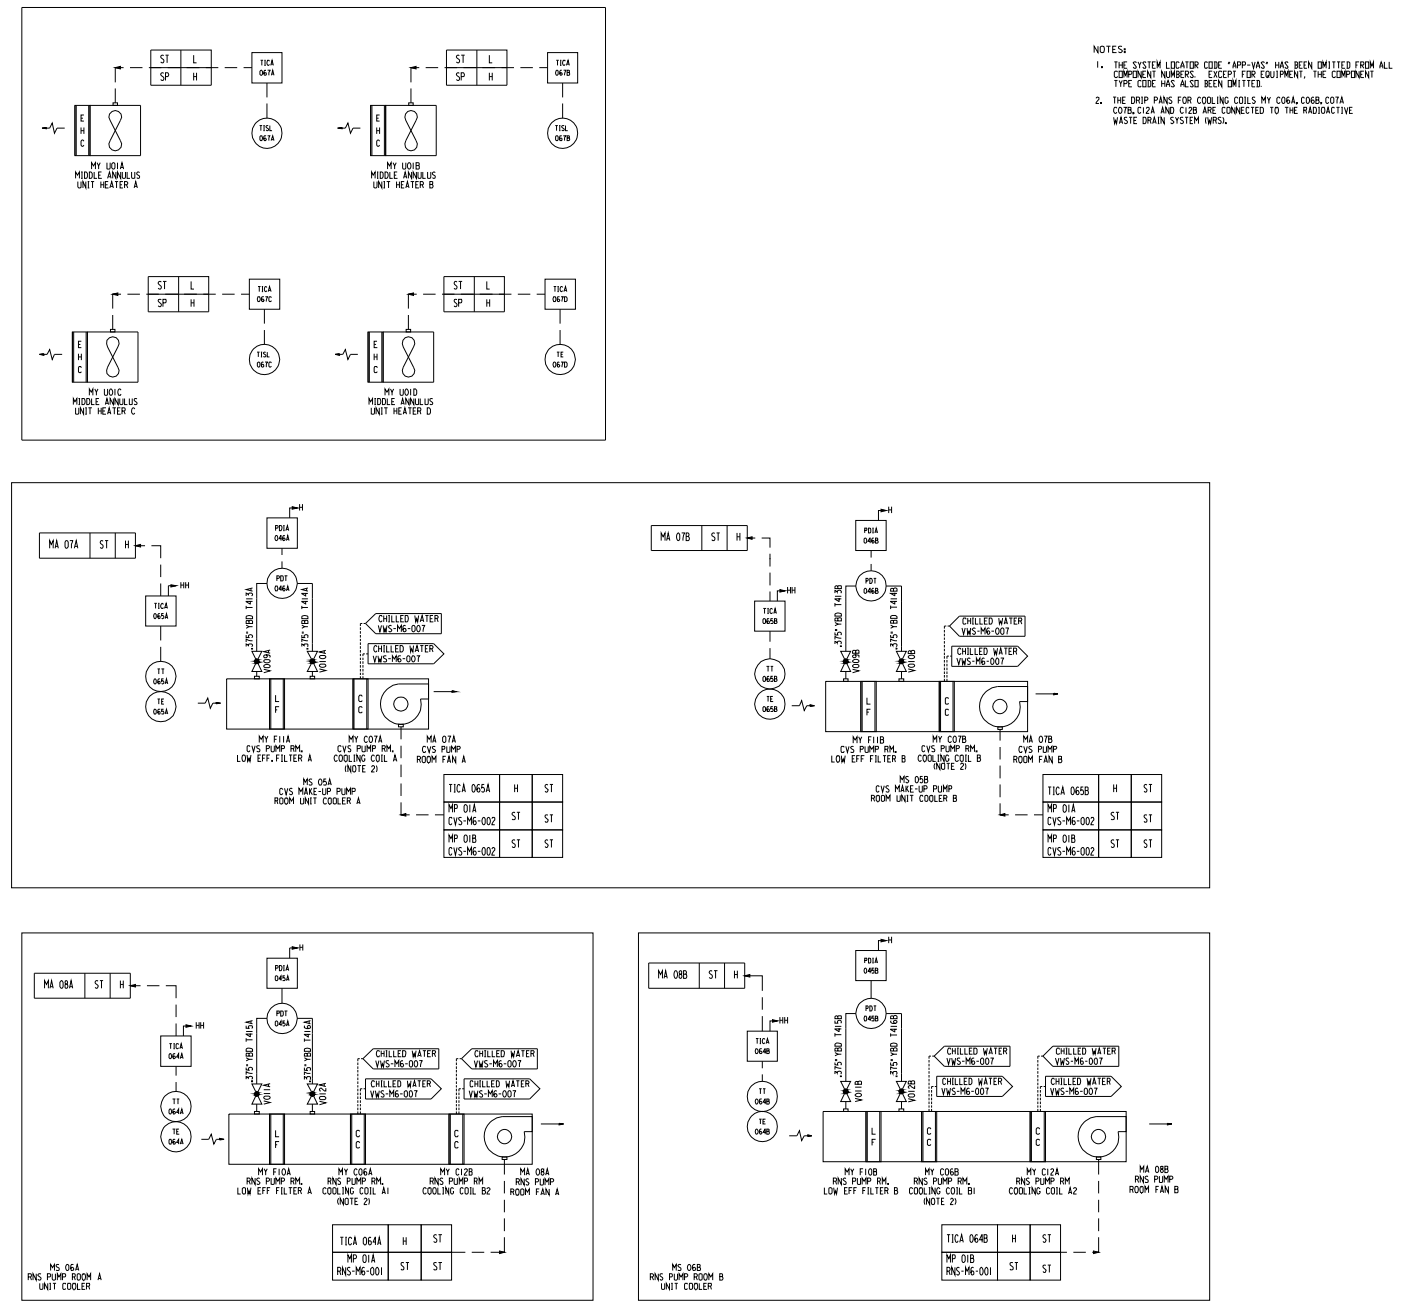 NOTES:
1. THE SYSTEM LOCATOR CODE "APP-VAS" HAS BEEN OMITTED FROM ALL
COMPONENT NUMBERS. EXCEPT FOR EQUIPMENT, THE COMPONENT
TYPE CODE HAS ALSO BEEN OMITTED.
2. THE DRIP PANS FOR COOLING COILS MY C06A, C06B, C07A
C07B, C12A AND C12B ARE CONNECTED TO THE RADIOACTIVE
WASTE DRAIN SYSTEM (WRS).
ST L
SP H
TICA
067A
TISL
067A
E
H
C
MY U01A
MIDDLE ANNULUS
UNIT HEATER A
ST L
SP H
TICA
067B
TISL
067B
E
H
C
MY U01B
MIDDLE ANNULUS
UNIT HEATER B
ST L
SP H
TICA
067C
TISL
067C
E
H
C
MY U01C
MIDDLE ANNULUS
UNIT HEATER C
ST L
SP H
TICA
067D
TE
067D
E
H
C
MY U01D
MIDDLE ANNULUS
UNIT HEATER D
MA 07A ST H
HH
TICA
065A
TT
065A
TE
065A
H
PDIA
046A
PDT
046A
.375"YBD T413A
.375"YBD T414A
V009A
V010A
CHILLED WATER
VWS-M6-007
CHILLED WATER
VWS-M6-007
L
F
C
C
MY F11A
CVS PUMP RM.
LOW EFF.FILTER A
MY C07A
CVS PUMP RM.
COOLING COIL A
(NOTE 2)
MA 07A
CVS PUMP
ROOM FAN A
MS 05A
CVS MAKE-UP PUMP
ROOM UNIT COOLER A
TICA 065A H ST
MP 01A
CVS-M6-002 ST ST
MP 01B
CVS-M6-002 ST ST
MA 07B ST H
HH
TICA
065B
TT
065B
TE
065B
H
PDIA
046B
PDT
046B
.375"YBD T413B
.375"YBD T414B
V009B
V010B
CHILLED WATER
VWS-M6-007
CHILLED WATER
VWS-M6-007
L
F
C
C
MY F11B
CVS PUMP RM.
LOW EFF FILTER B
MY C07B
CVS PUMP RM.
COOLING COIL B
(NOTE 2)
MA 07B
CVS PUMP
ROOM FAN B
MS 05B
CVS MAKE-UP PUMP
ROOM UNIT COOLER B
TICA 065B H ST
MP 01A
CVS-M6-002 ST ST
MP 01B
CVS-M6-002 ST ST
MA 08A ST H
HH
TICA
064A
TT
064A
TE
064A
H
PDIA
045A
PDT
045A
.375"YBD T415A
.375"YBD T416A
V011A
V012A
CHILLED WATER
VWS-M6-007
CHILLED WATER
VWS-M6-007
CHILLED WATER
VWS-M6-007
CHILLED WATER
VWS-M6-007
L
F
C
C
C
C
MY F10A
RNS PUMP RM.
LOW EFF FILTER A
MY C06A
RNS PUMP RM.
COOLING COIL A1
(NOTE 2)
MY C12B
RNS PUMP RM
COOLING COIL B2
MA 08A
RNS PUMP
ROOM FAN A
TICA 064A H ST
MP 01A
RNS-M6-001 ST ST
MS 06A
RNS PUMP ROOM A
UNIT COOLER
MA 08B ST H
HH
TICA
064B
TT
064B
TE
064B
H
PDIA
045B
PDT
045B
.375"YBD T415B
.375"YBD T416B
V011B
V012B
CHILLED WATER
VWS-M6-007
CHILLED WATER
VWS-M6-007
CHILLED WATER
VWS-M6-007
CHILLED WATER
VWS-M6-007
L
F
C
C
C
C
MY F10B
RNS PUMP RM.
LOW EFF FILTER B
MY C06B
RNS PUMP RM.
COOLING COIL B1
(NOTE 2)
MY C12A
RNS PUMP RM
COOLING COIL A2
MA 08B
RNS PUMP
ROOM FAN B
TICA 064B H ST
MP 01B
RNS-M6-001 ST ST
MS 06B
RNS PUMP ROOM B
UNIT COOLER